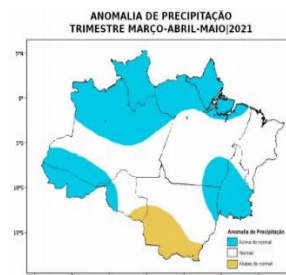 ANOMALIA DE PRECIPITAÇÃO
TRIMESTRE MARÇO-ABRIL-MAIO|2021
5°N
0°
5°S
10°S
15°S
Anomalia de Precipitação
Acima do normal
Normal
Abaixo do normal